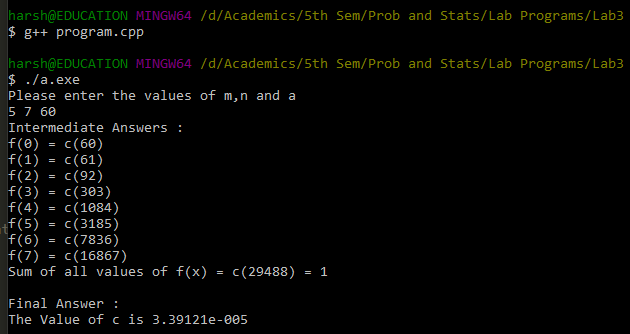 harsh@EDUCATION MINGW64 /d/Academics/5th Sem/Prob and Stats/Lab Programs/Lab3
$ g++ program.cpp
harsh@EDUCATION MINGW64 /d/Academics/5th Sem/Prob and Stats/Lab Programs/Lab3
$ ./a.exe
Please enter the values of m,n and a
5 7 60
Intermediate Answers :
f(0) = c(60)
f(1) = c(61)
f(2) = c(92)
f(3) = c(303)
f(4) = c(1084)
f(5) = c(3185)
f(6) = c(7836)
f(7) = c(16867)
Sum of all values of f(x) = c(29488) = 1
Final Answer :
The Value of c is 3.39121e-005